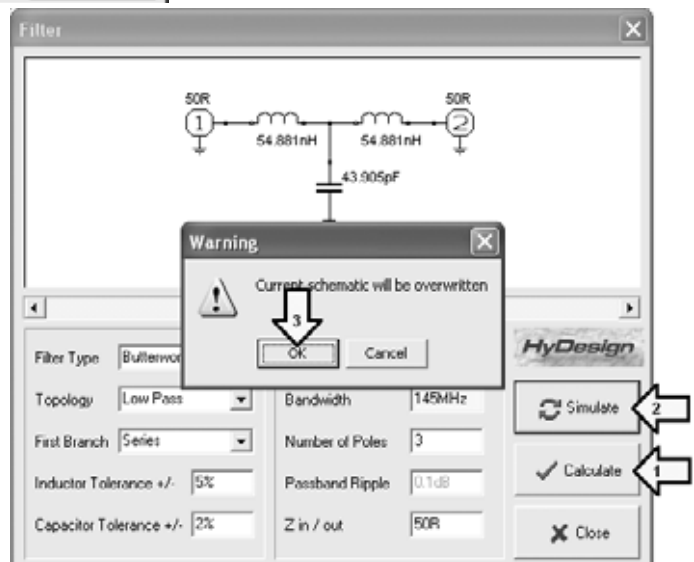 Filter
50R
50R
1
2
54.881nH
54.881nH
43.905pF
Warning
Current schematic will be overwritten
3
OK
Cancel
Filter Type
HyDesign
Topology
Low Pass
Bandwidth
145MHz
Simulate
2
First Branch
Series
Number of Poles
3
Calculate
1
Inductor Tolerance +/-
5%
Passband Ripple
0.1dB
Capacitor Tolerance +/-
2%
Z in / out
50R
Close